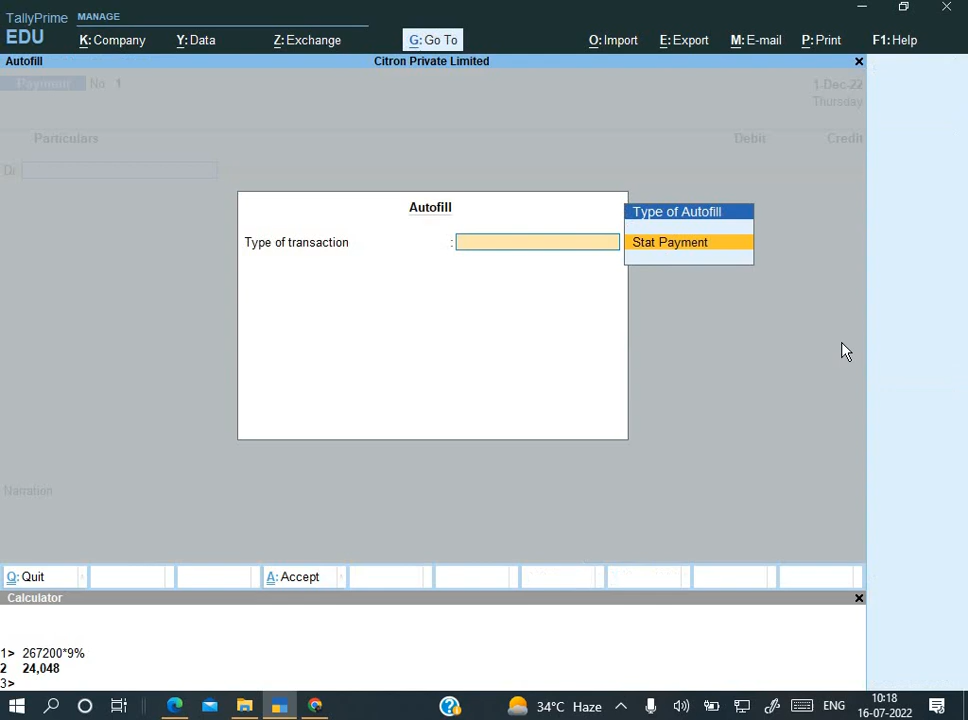 TallyPrime
MANAGE
EDU
K:Company
Y:Data
Z:Exchange
G:Go To
O:Import
E:Export
M:E-mail
P:Print
F1:Help
Autofill
Citron Private Limited
Payment No. 1
1-Dec-22
Thursday
Particulars
Debit
Credit
Dr
Autofill
Type of Autofill
Type of transaction :
Stat Payment
Narration
Q:Quit
A:Accept
Calculator
1> 267200*9%
2 24,048
3>
34°C Haze
ENG
10:18
16-07-2022